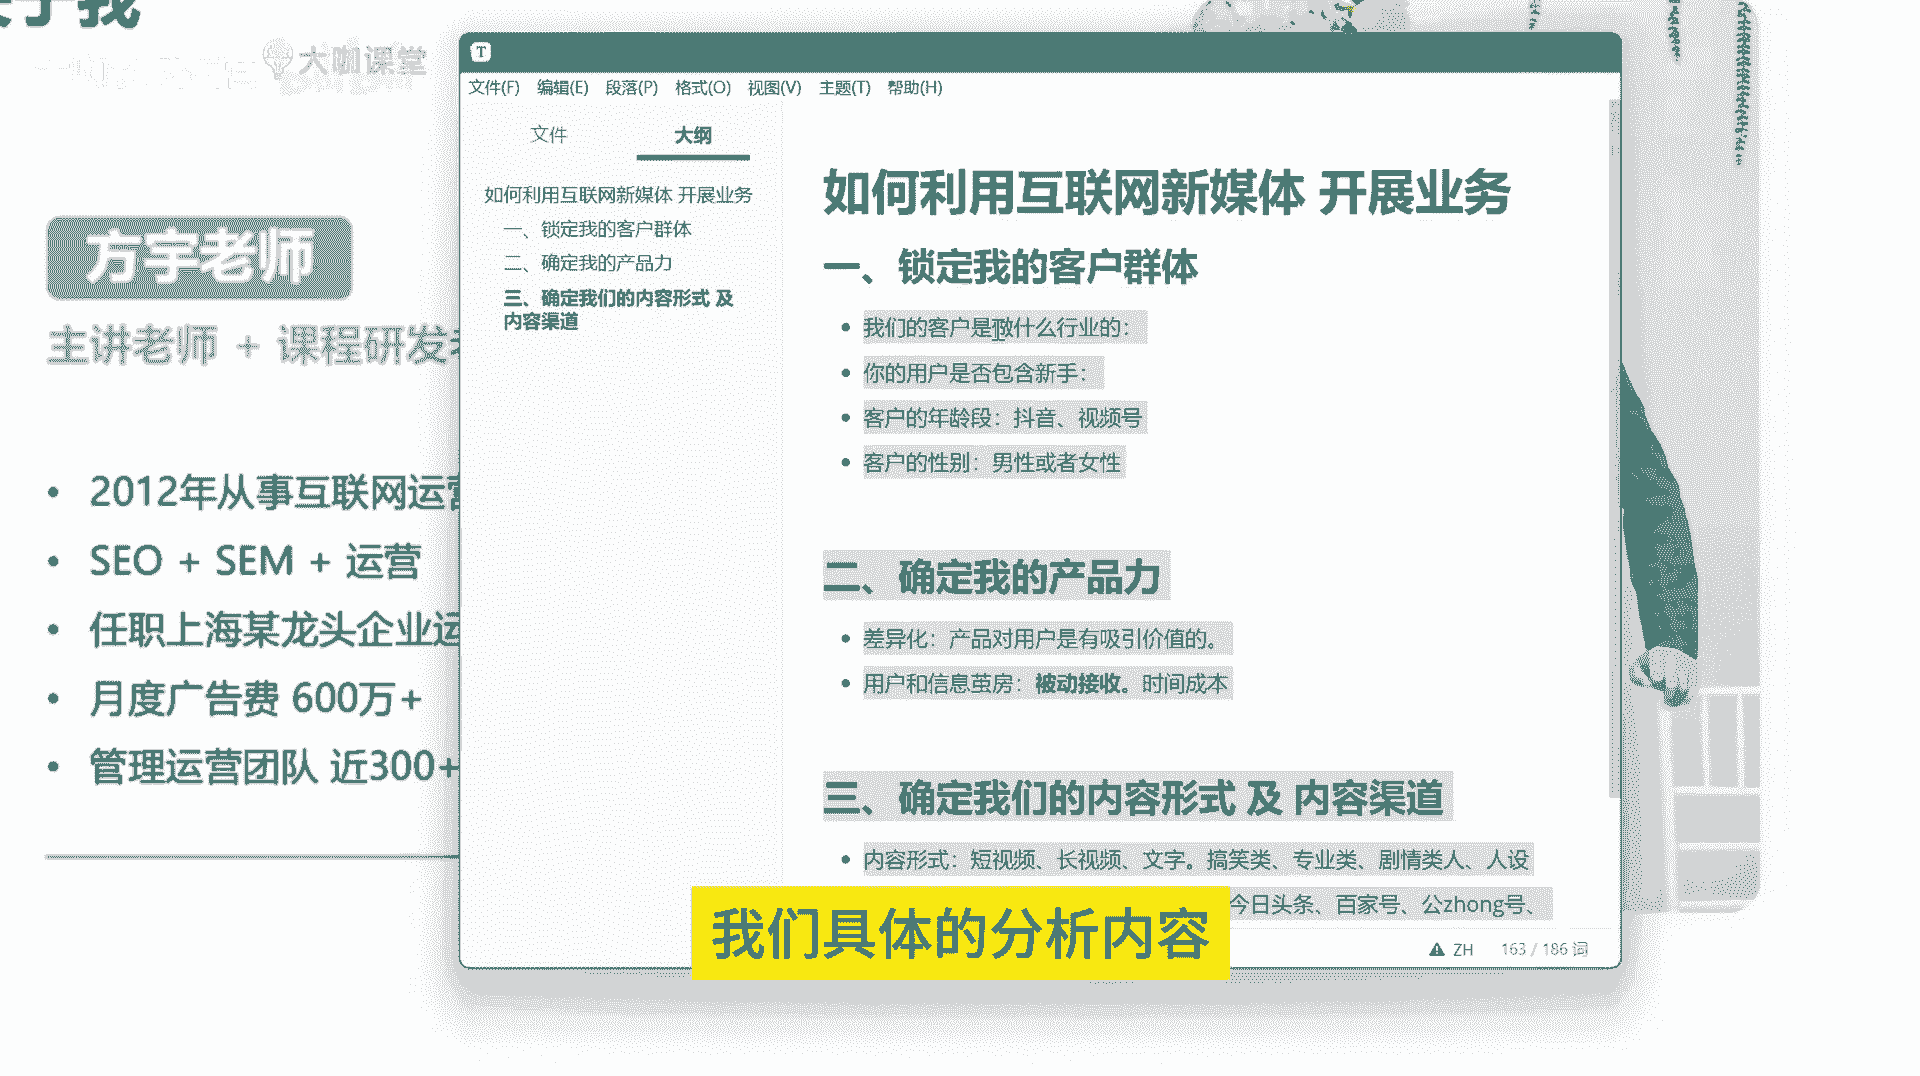 大咖课堂
方宇老师
主讲老师 + 课程研发
2012年从事互联网运营
SEO + SEM + 运营
任职上海某龙头企业运
月度广告费 600万+
管理运营团队 近300+
T
文件(F) 编辑(E) 段落(P) 格式(O) 视图(V) 主题(T) 帮助(H)
文件 大纲
如何利用互联网新媒体 开展业务
一、锁定我的客户群体
二、确定我的产品力
三、确定我们的内容形式 及
内容渠道
如何利用互联网新媒体 开展业务
一、锁定我的客户群体
我们的客户是做什么行业的：
你的用户是否包含新手：
客户的年龄段：抖音、视频号
客户的性别：男性或者女性
二、确定我的产品力
差异化：产品对用户是有吸引价值的。
用户和信息茧房：被动接收。时间成本
三、确定我们的内容形式 及 内容渠道
内容形式：短视频、长视频、文字。搞笑类、专业类、剧情类人、人设
今日头条、百家号、公zhong号、
ZH 163 / 186 词
我们具体的分析内容